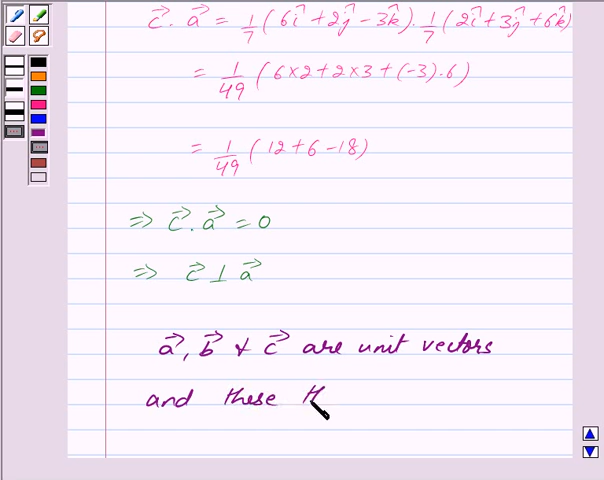 c⃗ . a⃗ = 1/7 (6î + 2ĵ - 3k̂) . 1/7 (2î + 3ĵ + 6k̂)
= 1/49 (6×2 + 2×3 + (-3)·6)
= 1/49 (12 + 6 - 18)
⇒ c⃗ . a⃗ = 0
⇒ c⃗ ⊥ a⃗
a⃗, b⃗ & c⃗ are unit vectors
and these